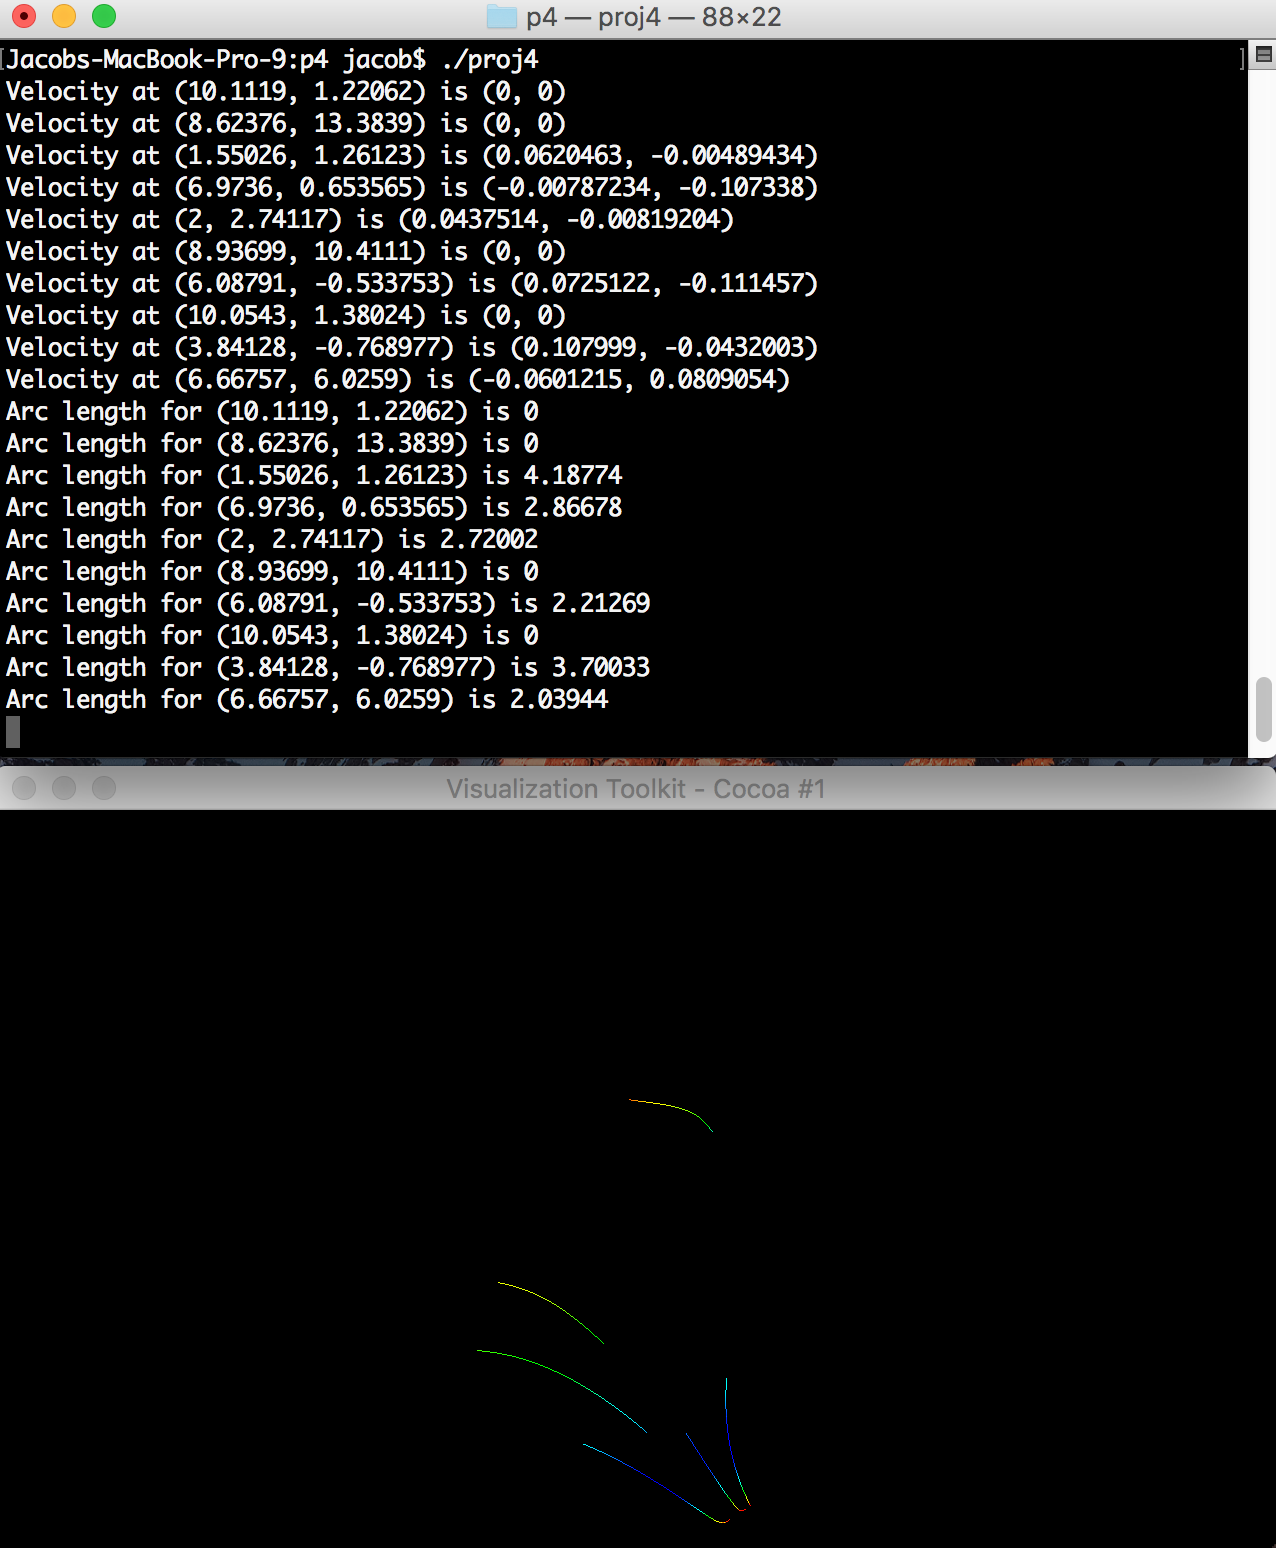 p4 — proj4 — 88×22
[Jacobs-MacBook-Pro-9:p4 jacob$ ./proj4 ]
Velocity at (10.1119, 1.22062) is (0, 0)
Velocity at (8.62376, 13.3839) is (0, 0)
Velocity at (1.55026, 1.26123) is (0.0620463, -0.00489434)
Velocity at (6.9736, 0.653565) is (-0.00787234, -0.107338)
Velocity at (2, 2.74117) is (0.0437514, -0.00819204)
Velocity at (8.93699, 10.4111) is (0, 0)
Velocity at (6.08791, -0.533753) is (0.0725122, -0.111457)
Velocity at (10.0543, 1.38024) is (0, 0)
Velocity at (3.84128, -0.768977) is (0.107999, -0.0432003)
Velocity at (6.66757, 6.0259) is (-0.0601215, 0.0809054)
Arc length for (10.1119, 1.22062) is 0
Arc length for (8.62376, 13.3839) is 0
Arc length for (1.55026, 1.26123) is 4.18774
Arc length for (6.9736, 0.653565) is 2.86678
Arc length for (2, 2.74117) is 2.72002
Arc length for (8.93699, 10.4111) is 0
Arc length for (6.08791, -0.533753) is 2.21269
Arc length for (10.0543, 1.38024) is 0
Arc length for (3.84128, -0.768977) is 3.70033
Arc length for (6.66757, 6.0259) is 2.03944
Visualization Toolkit - Cocoa #1